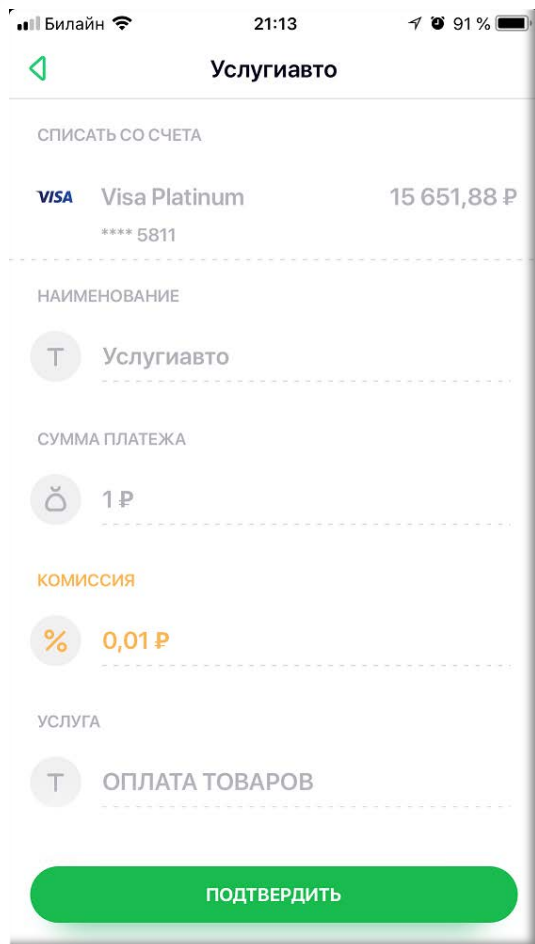 Билайн 21:13 91 %
Услугиавто
СПИСАТЬ СО СЧЕТА
VISA Visa Platinum 15 651,88 ₽
**** 5811
НАИМЕНОВАНИЕ
T Услугиавто
СУММА ПЛАТЕЖА
1 ₽
КОМИССИЯ
% 0,01 ₽
УСЛУГА
T ОПЛАТА ТОВАРОВ
ПОДТВЕРДИТЬ